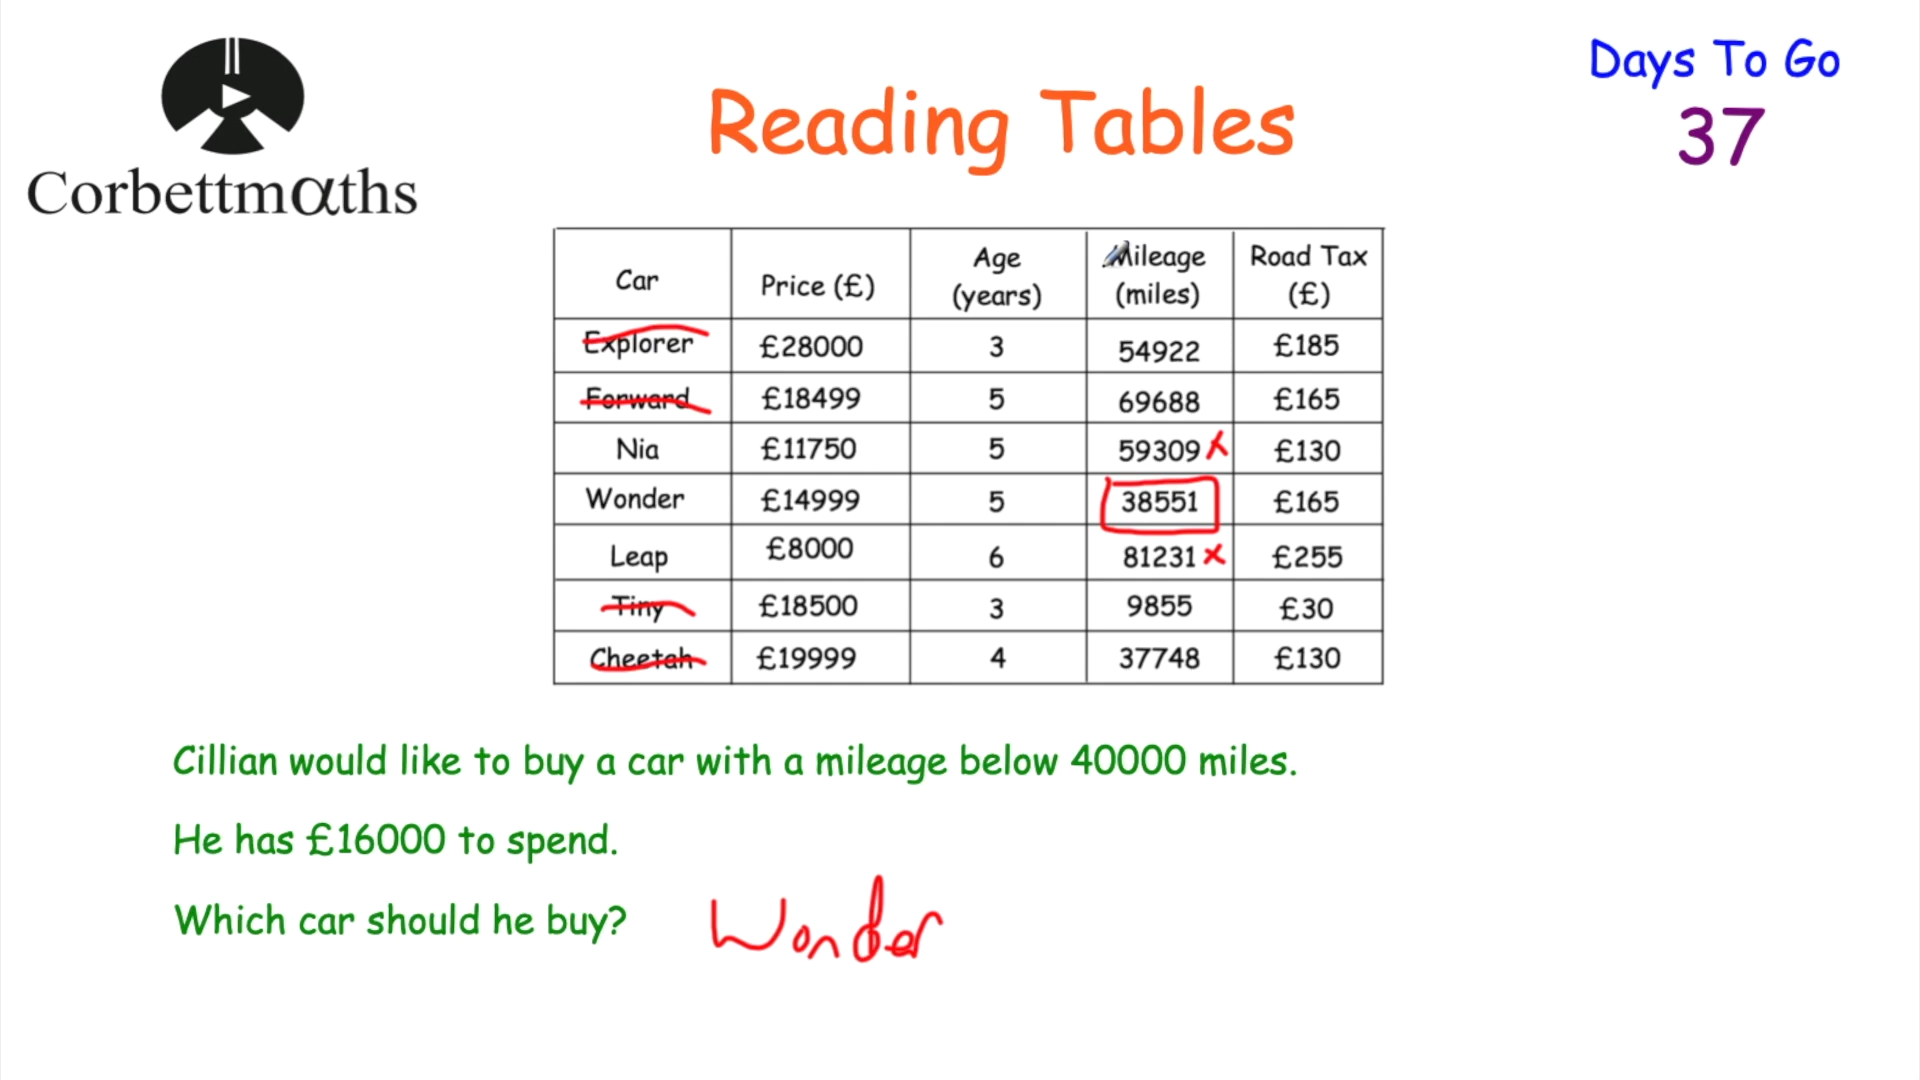 Corbettmαths
Reading Tables
Days To Go
37
Car Price (£) Age (years) Mileage (miles) Road Tax (£)
Explorer £28000 3 54922 £185
Forward £18499 5 69688 £165
Nia £11750 5 59309 £130
Wonder £14999 5 38551 £165
Leap £8000 6 81231 £255
Tiny £18500 3 9855 £30
Cheetah £19999 4 37748 £130
Cillian would like to buy a car with a mileage below 40000 miles.
He has £16000 to spend.
Which car should he buy? Wonder